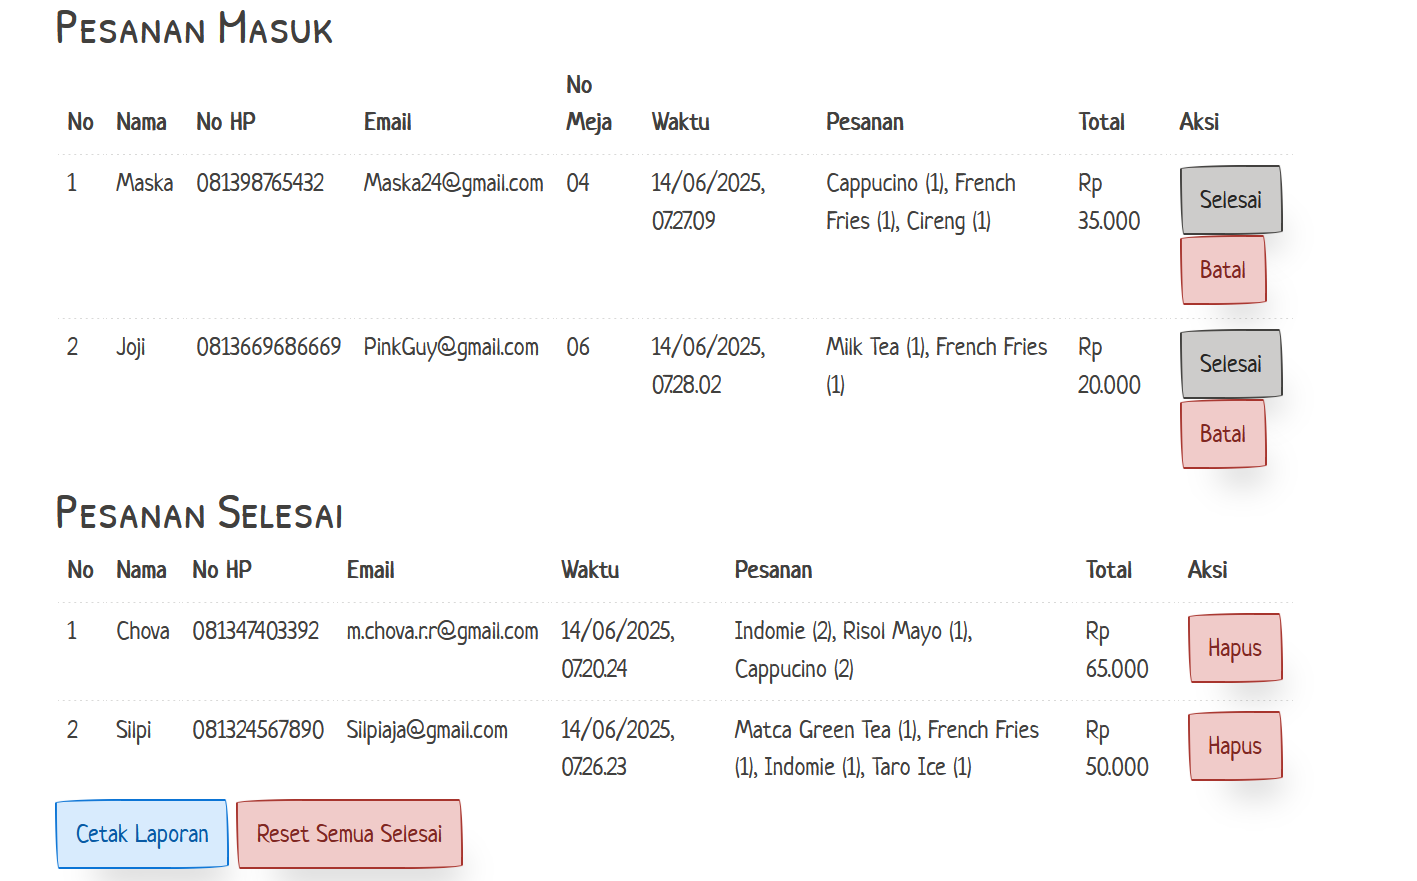 Pesanan Masuk
No Nama No HP Email No Meja Waktu Pesanan Total Aksi
1 Maska 081398765432 Maska24@gmail.com 04 14/06/2025, Cappucino (1), French Rp Selesai
07.27.09 Fries (1), Cireng (1) 35.000
Batal
2 Joji 0813669686669 PinkGuy@gmail.com 06 14/06/2025, Milk Tea (1), French Fries Rp Selesai
07.28.02 (1) 20.000
Batal
Pesanan Selesai
No Nama No HP Email Waktu Pesanan Total Aksi
1 Chova 081347403392 m.chova.r.r@gmail.com 14/06/2025, Indomie (2), Risol Mayo (1), Rp Hapus
07.20.24 Cappucino (2) 65.000
2 Silpi 081324567890 Silpiaja@gmail.com 14/06/2025, Matca Green Tea (1), French Fries Rp Hapus
07.26.23 (1), Indomie (1), Taro Ice (1) 50.000
Cetak Laporan Reset Semua Selesai